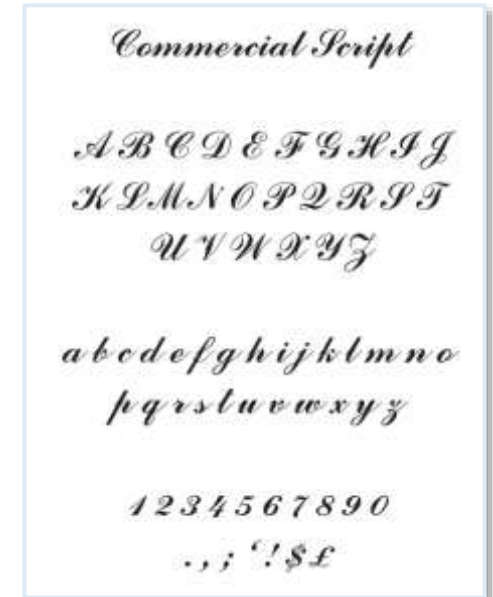 Commercial Script
A B C D E F G H I J
K L M N O P Q R S T
U V W X Y Z
a b c d e f g h i j k l m n o
p q r s t u v w x y z
1 2 3 4 5 6 7 8 9 0
. , ; ‘ ! $ £